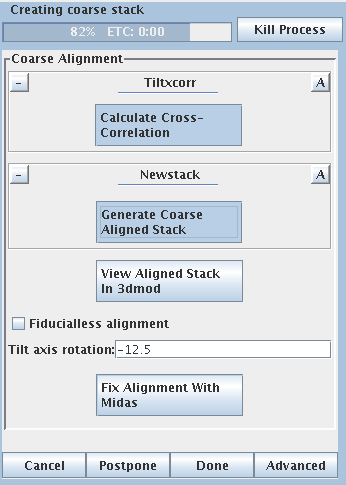 Creating coarse stack
82% ETC: 0:00
Kill Process
Coarse Alignment
- Tiltxcorr A
Calculate Cross-
Correlation
- Newstack A
Generate Coarse
Aligned Stack
View Aligned Stack
In 3dmod
Fiducialless alignment
Tilt axis rotation: -12.5
Fix Alignment With
Midas
Cancel Postpone Done Advanced